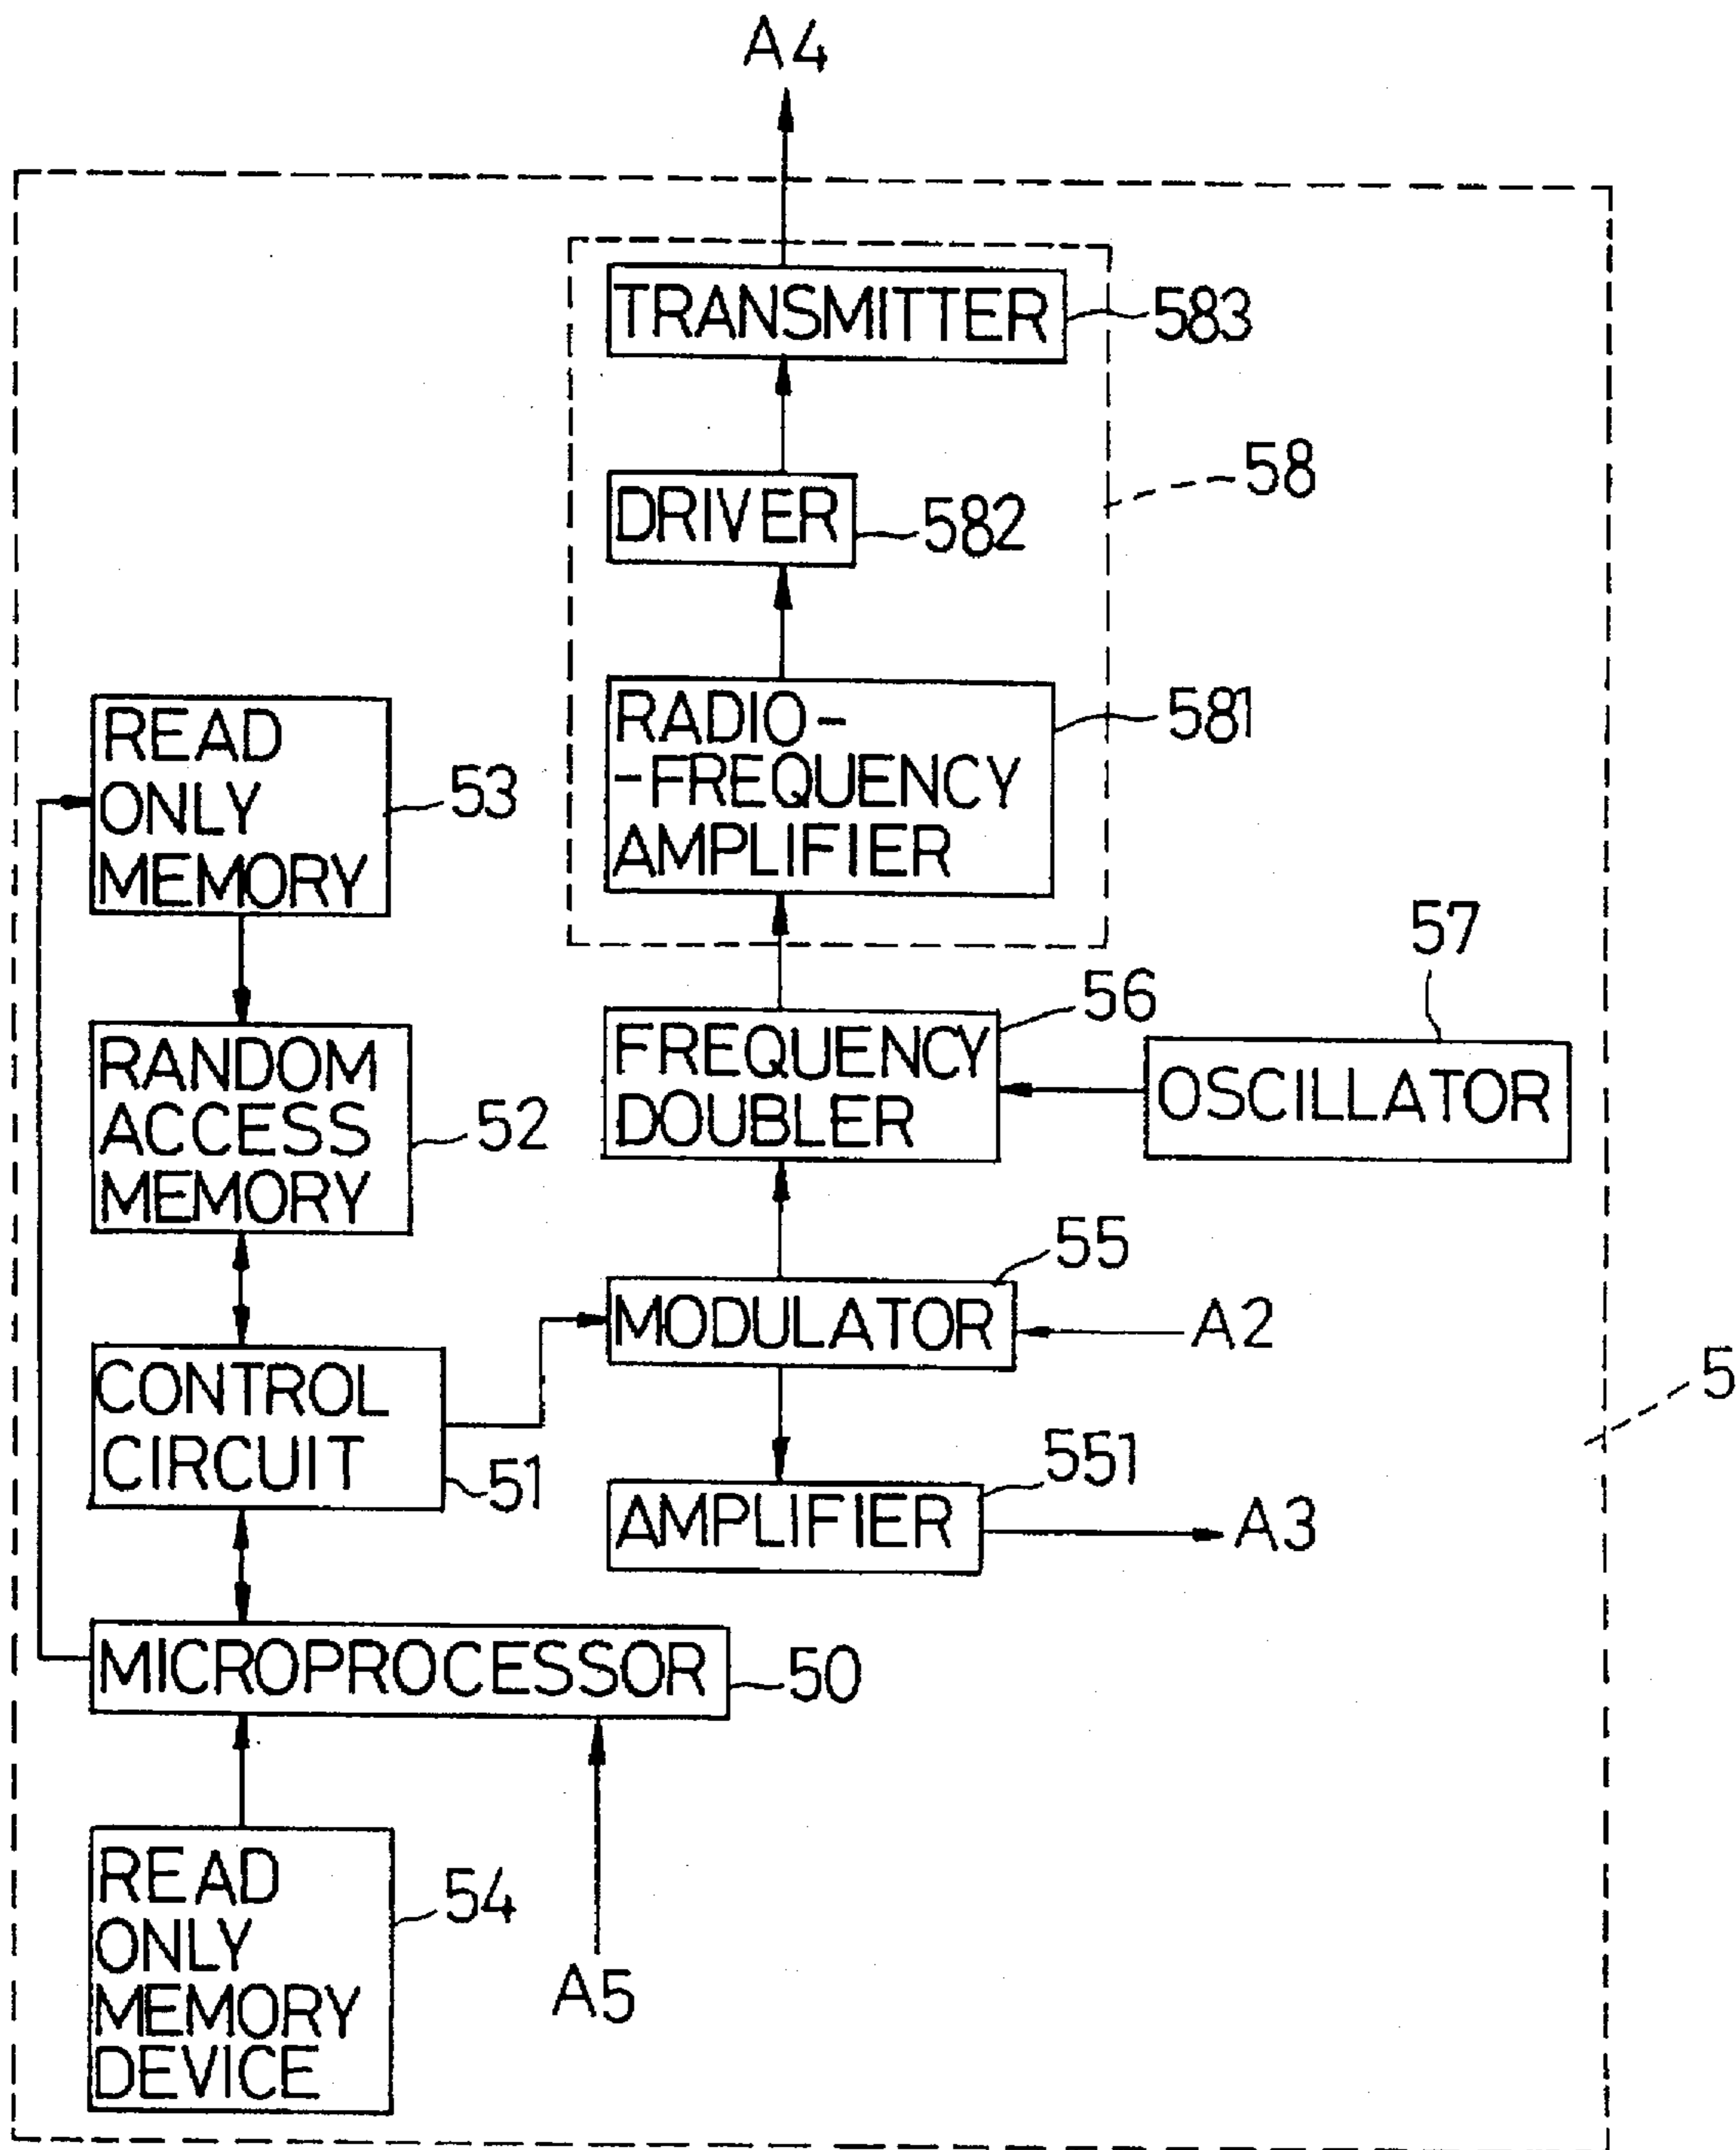 A4
TRANSMITTER
583
DRIVER
582
58
RADIO-
-FREQUENCY
AMPLIFIER
581
READ
ONLY
MEMORY
53
57
56
FREQUENCY
DOUBLER
OSCILLATOR
RANDOM
ACCESS
MEMORY
52
55
MODULATOR
A2
CONTROL
CIRCUIT
51
5
551
AMPLIFIER
A3
MICROPROCESSOR
50
READ
ONLY
MEMORY
DEVICE
54
A5